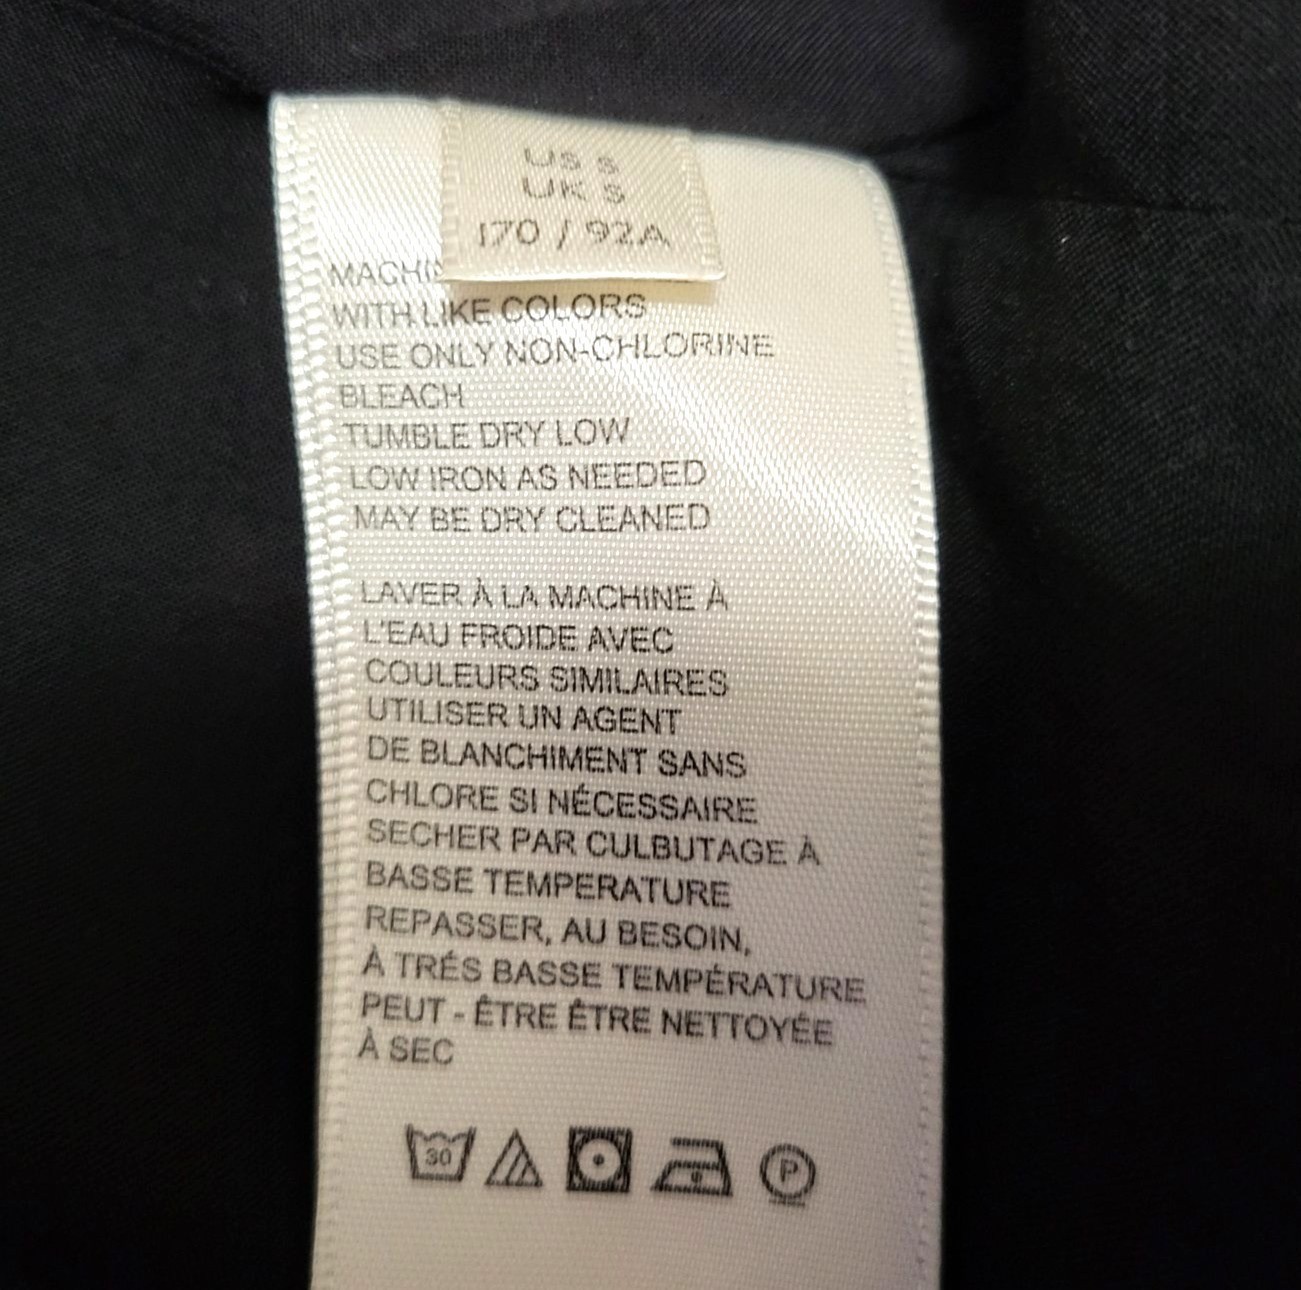 US S
UK S
170 / 92A
WITH LIKE COLORS
USE ONLY NON-CHLORINE
BLEACH
TUMBLE DRY LOW
LOW IRON AS NEEDED
MAY BE DRY CLEANED
LAVER À LA MACHINE À
L'EAU FROIDE AVEC
COULEURS SIMILAIRES
UTILISER UN AGENT
DE BLANCHIMENT SANS
CHLORE SI NÉCESSAIRE
SECHER PAR CULBUTAGE À
BASSE TEMPERATURE
REPASSER, AU BESOIN,
À TRÉS BASSE TEMPÉRATURE
PEUT - ÊTRE ÊTRE NETTOYÉE
À SEC
30
P